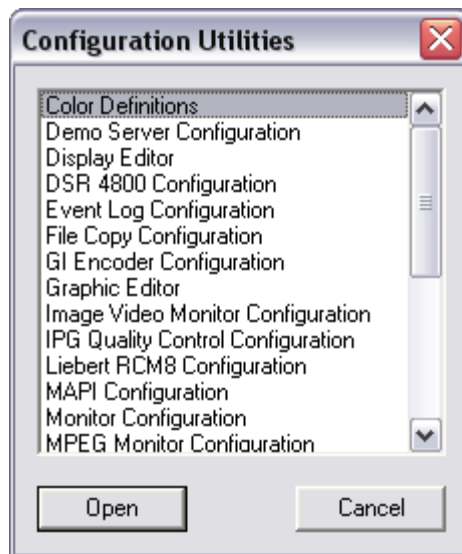 Configuration Utilities
Color Definitions
Demo Server Configuration
Display Editor
DSR 4800 Configuration
Event Log Configuration
File Copy Configuration
GI Encoder Configuration
Graphic Editor
Image Video Monitor Configuration
IPG Quality Control Configuration
Liebert RCM8 Configuration
MAPI Configuration
Monitor Configuration
MPEG Monitor Configuration
Open
Cancel